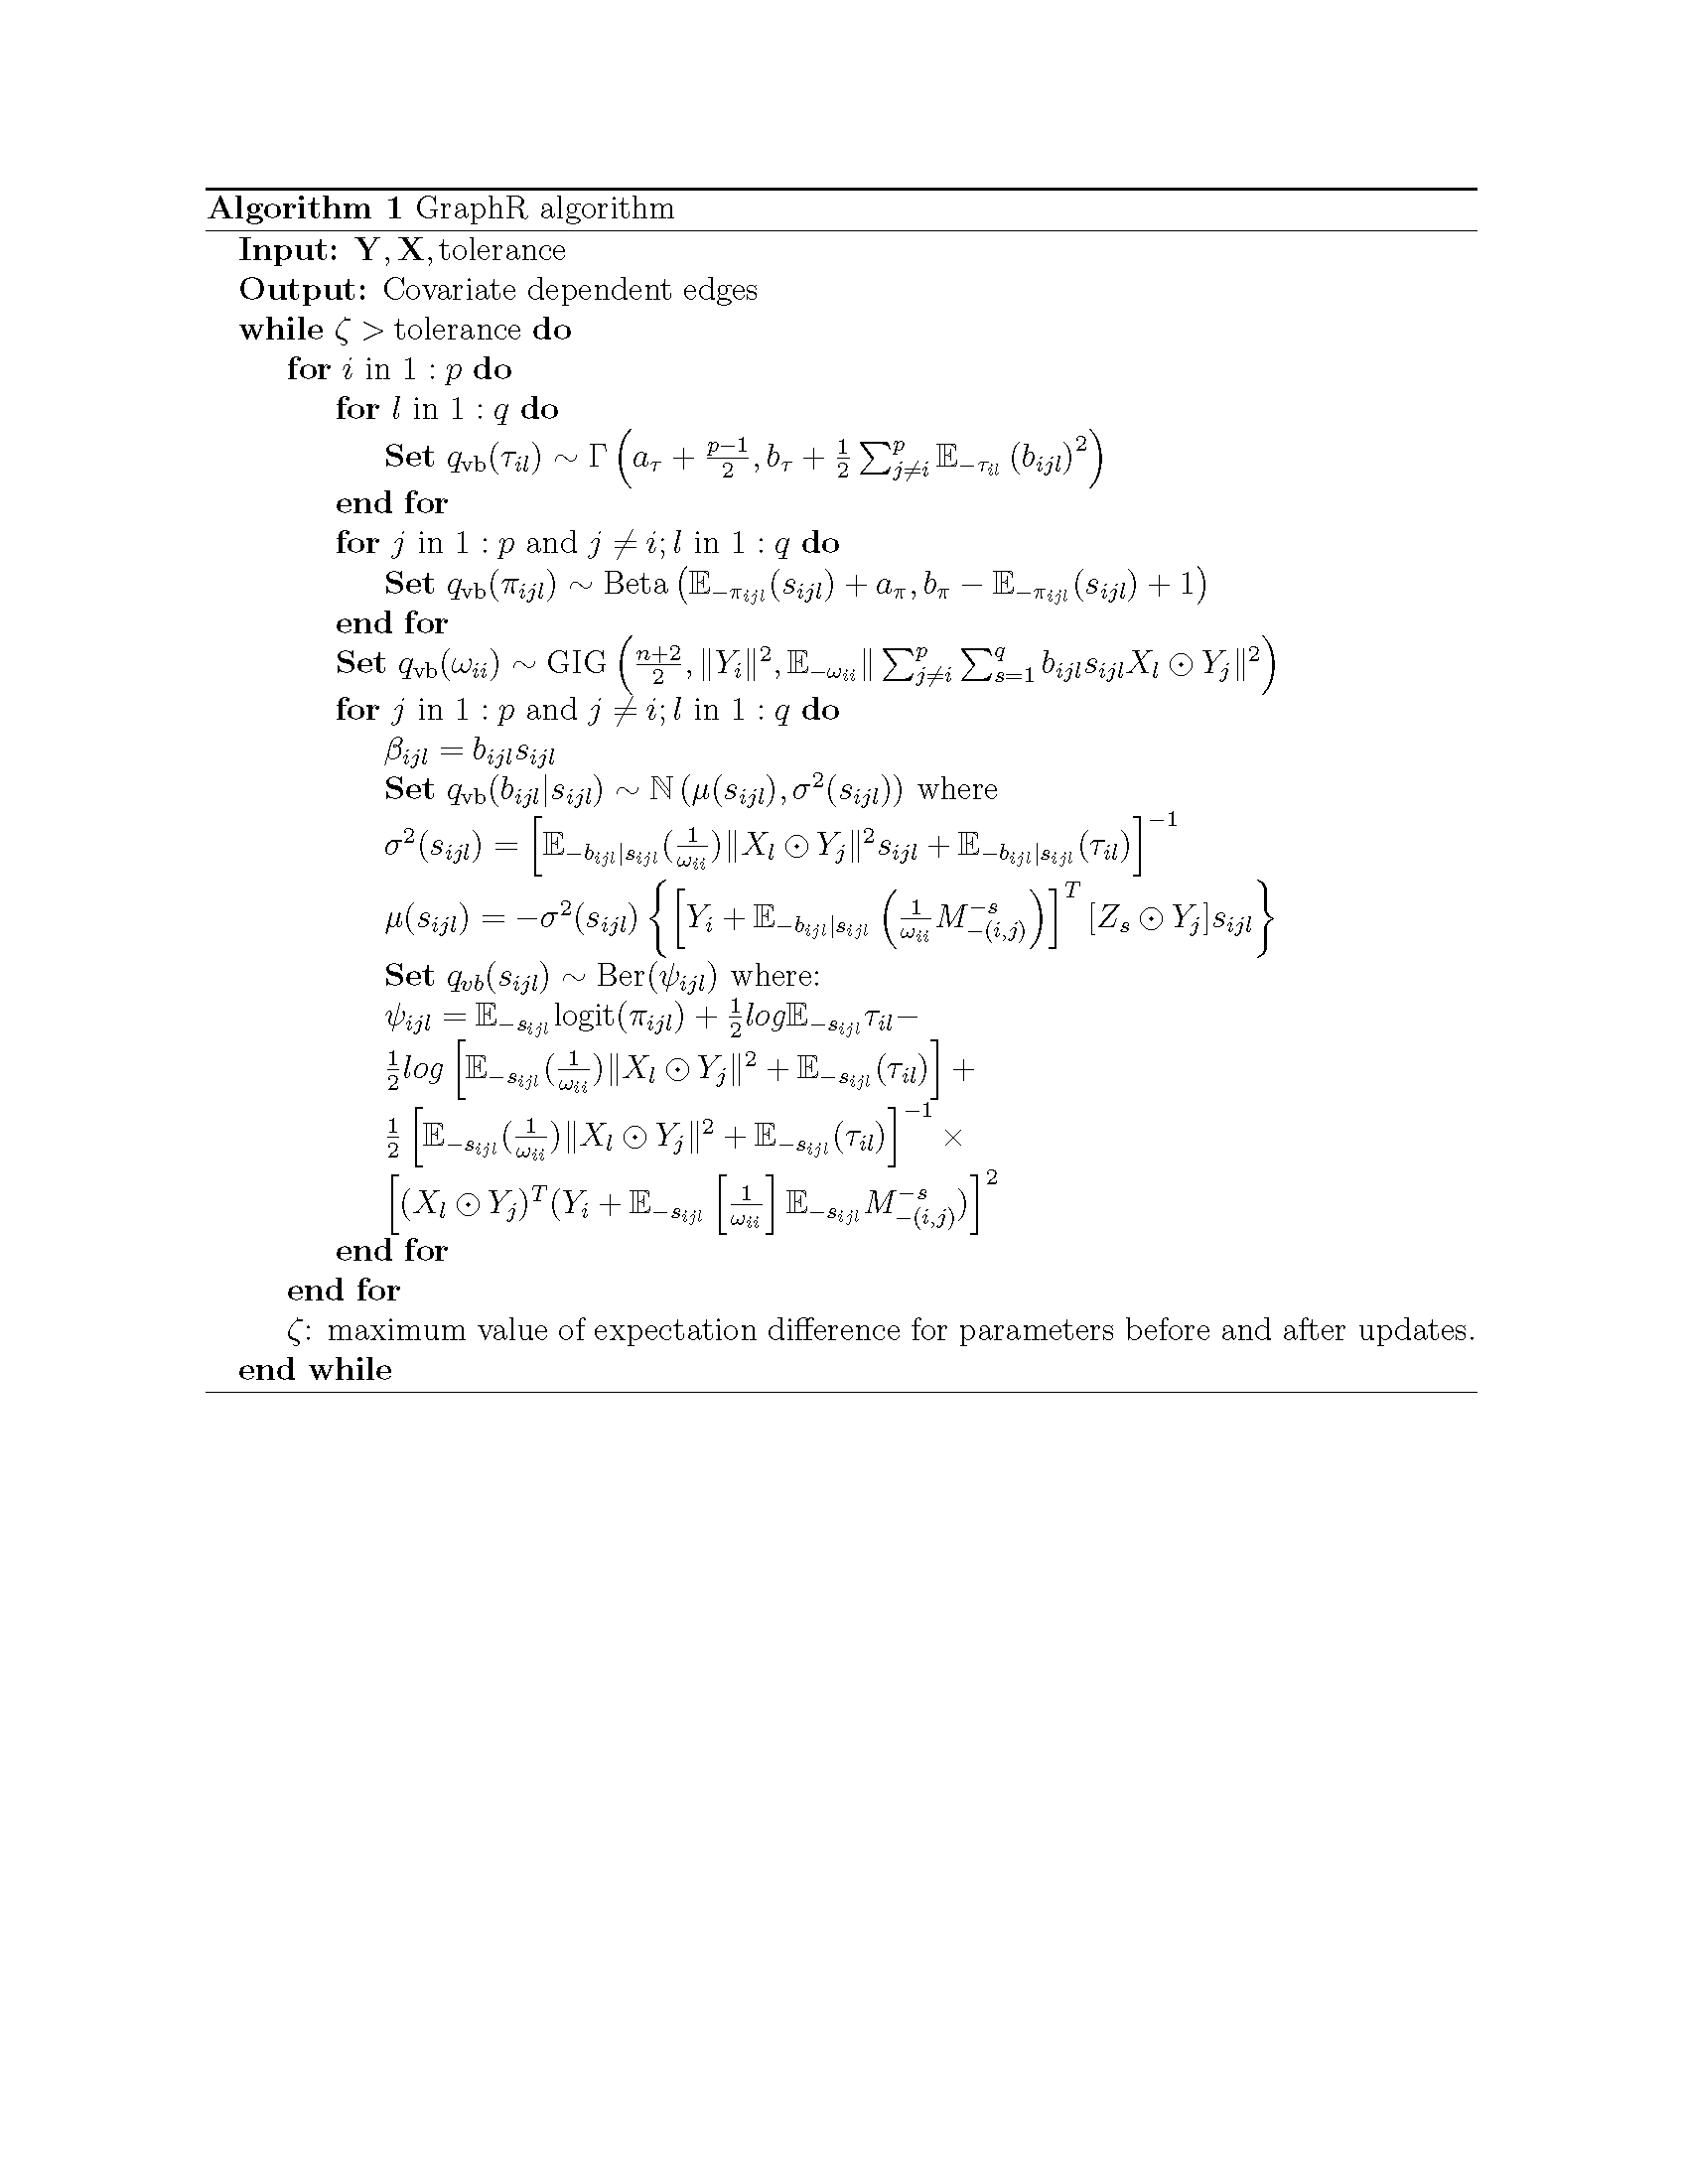 Algorithm 1 GraphR algorithm
Input: Y, X, tolerance
Output: Covariate dependent edges
while ζ > tolerance do
for i in 1 : p do
for l in 1 : q do
Set $q_{\mathrm{vb}}(\tau_{il}) \sim \Gamma\left(a_\tau + \frac{p-1}{2}, b_\tau + \frac{1}{2}\sum_{j\neq i}^{p} \mathbb{E}_{-\tau_{il}}(b_{ijl})^2\right)$
end for
for j in 1 : p and j ≠ i; l in 1 : q do
Set $q_{\mathrm{vb}}(\pi_{ijl}) \sim \mathrm{Beta}\left(\mathbb{E}_{-\pi_{ijl}}(s_{ijl}) + a_\pi, b_\pi - \mathbb{E}_{-\pi_{ijl}}(s_{ijl}) + 1\right)$
end for
Set $q_{\mathrm{vb}}(\omega_{ii}) \sim \mathrm{GIG}\left(\frac{n+2}{2}, \|Y_i\|^2, \mathbb{E}_{-\omega_{ii}}\|\sum_{j\neq i}^{p}\sum_{s=1}^{q} b_{ijl}s_{ijl}X_l \odot Y_j\|^2\right)$
for j in 1 : p and j ≠ i; l in 1 : q do
$\beta_{ijl} = b_{ijl}s_{ijl}$
Set $q_{\mathrm{vb}}(b_{ijl}|s_{ijl}) \sim \mathbb{N}\left(\mu(s_{ijl}), \sigma^2(s_{ijl})\right)$ where
$\sigma^2(s_{ijl}) = \left[\mathbb{E}_{-b_{ijl}|s_{ijl}}(\frac{1}{\omega_{ii}})\|X_l \odot Y_j\|^2 s_{ijl} + \mathbb{E}_{-b_{ijl}|s_{ijl}}(\tau_{il})\right]^{-1}$
$\mu(s_{ijl}) = -\sigma^2(s_{ijl})\left\{\left[Y_i + \mathbb{E}_{-b_{ijl}|s_{ijl}}\left(\frac{1}{\omega_{ii}}M_{-(i,j)}^{-s}\right)\right]^T [Z_s \odot Y_j]s_{ijl}\right\}$
Set $q_{vb}(s_{ijl}) \sim \mathrm{Ber}(\psi_{ijl})$ where:
$\psi_{ijl} = \mathbb{E}_{-s_{ijl}}\mathrm{logit}(\pi_{ijl}) + \frac{1}{2}log\mathbb{E}_{-s_{ijl}}\tau_{il} -$
$\frac{1}{2}log\left[\mathbb{E}_{-s_{ijl}}(\frac{1}{\omega_{ii}})\|X_l \odot Y_j\|^2 + \mathbb{E}_{-s_{ijl}}(\tau_{il})\right] +$
$\frac{1}{2}\left[\mathbb{E}_{-s_{ijl}}(\frac{1}{\omega_{ii}})\|X_l \odot Y_j\|^2 + \mathbb{E}_{-s_{ijl}}(\tau_{il})\right]^{-1} \times$
$\left[(X_l \odot Y_j)^T(Y_i + \mathbb{E}_{-s_{ijl}}\left[\frac{1}{\omega_{ii}}\right]\mathbb{E}_{-s_{ijl}}M_{-(i,j)}^{-s})\right]^2$
end for
end for
ζ: maximum value of expectation difference for parameters before and after updates.
end while